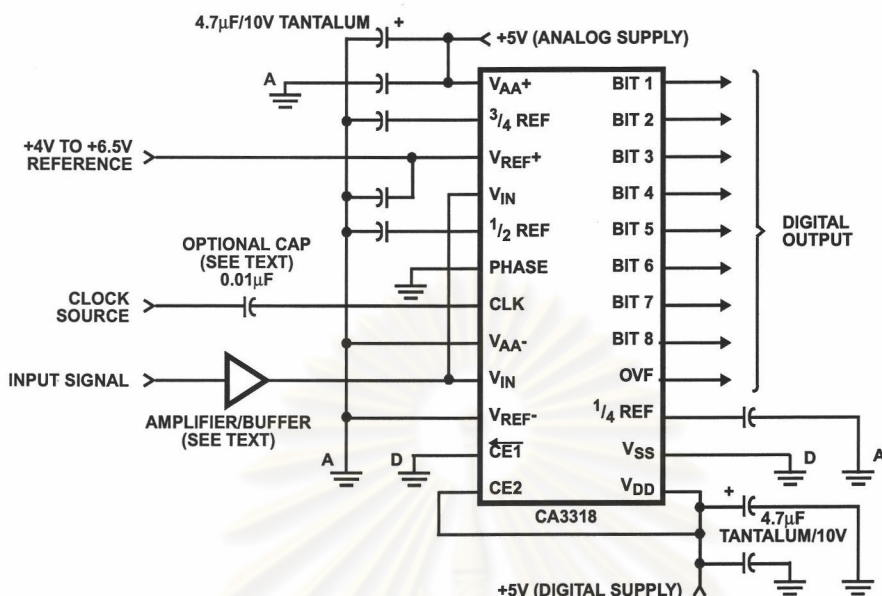 4.7µF/10V TANTALUM +
+5V (ANALOG SUPPLY)
A
+4V TO +6.5V
REFERENCE
OPTIONAL CAP
(SEE TEXT)
0.01µF
CLOCK
SOURCE
INPUT SIGNAL
AMPLIFIER/BUFFER
(SEE TEXT)
A
D
VAA+
3/4 REF
VREF+
VIN
1/2 REF
PHASE
CLK
VAA-
VIN
VREF-
CE1
CE2
BIT 1
BIT 2
BIT 3
BIT 4
BIT 5
BIT 6
BIT 7
BIT 8
OVF
1/4 REF
VSS
VDD
CA3318
DIGITAL
OUTPUT
D
A
+
4.7µF
TANTALUM/10V
+5V (DIGITAL SUPPLY)